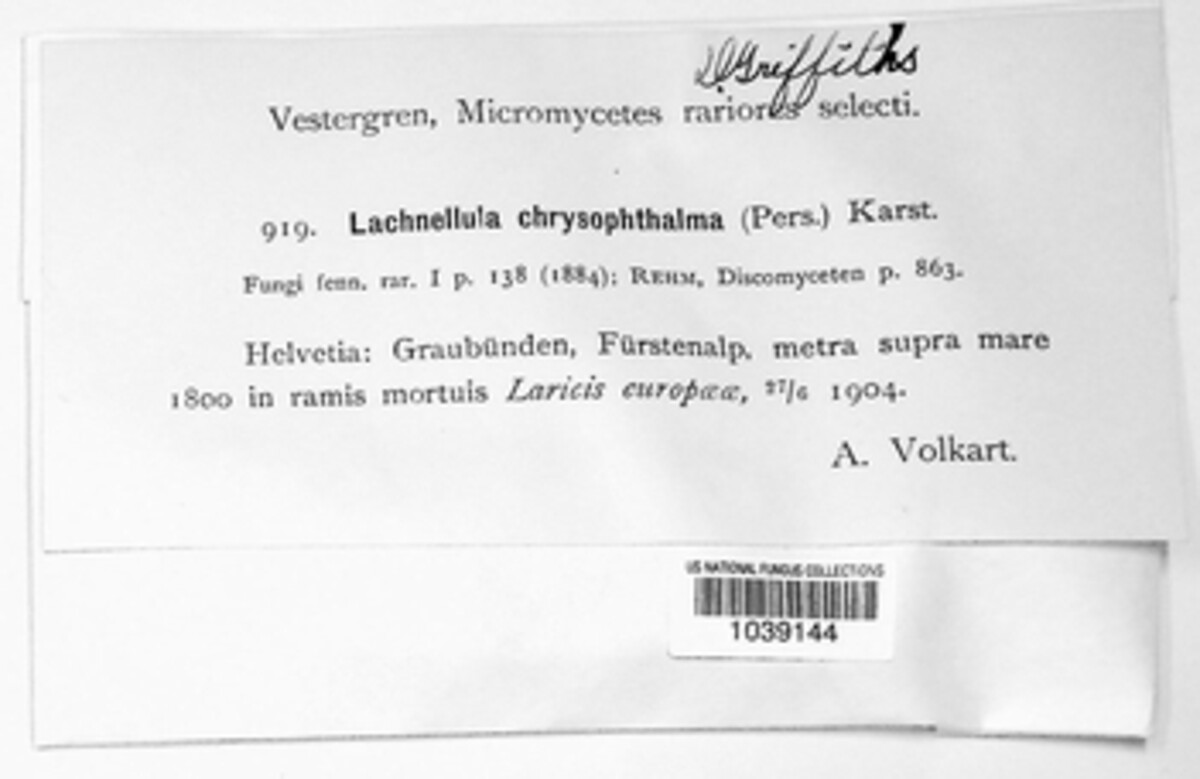 D Griffiths
Vestergren, Micromycetes rariores selecti.
919. Lachnellula chrysophthalma (Pers.) Karst.
Fungi fenn. rar. I p. 138 (1884); REHM, Discomyceten p. 863.
Helvetia: Graubünden, Fürstenalp, metra supra mare
1800 in ramis mortuis Laricis europææ, 27/6 1904.
A. Volkart.
US NATIONAL FUNGUS COLLECTIONS
1039144